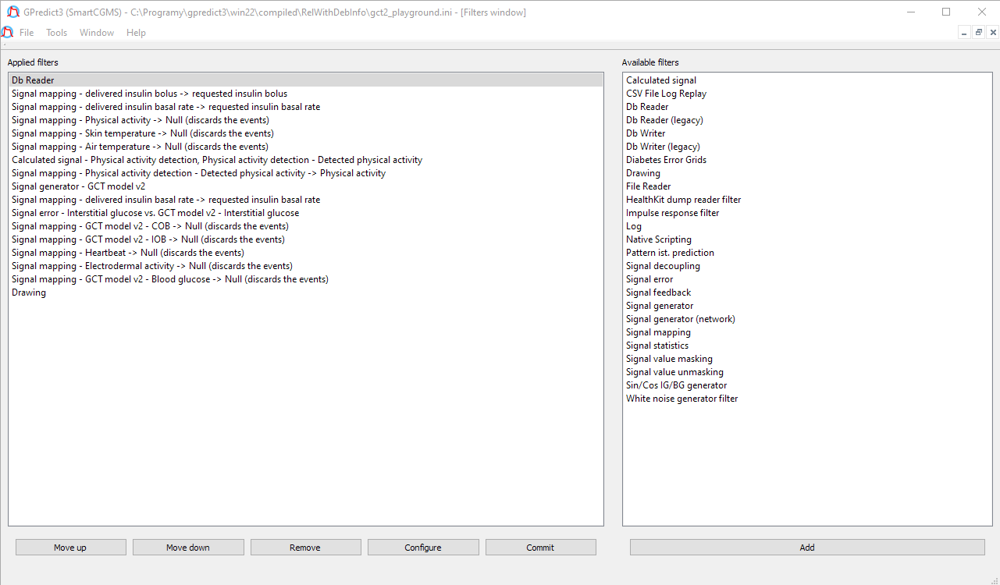 GPredict3 (SmartCGMS) - C:\Programy\gpredict3\win22\compiled\RelWithDebInfo\gct2_playground.ini - [Filters window]
File Tools Window Help
Applied filters
Db Reader
Signal mapping - delivered insulin bolus -> requested insulin bolus
Signal mapping - delivered insulin basal rate -> requested insulin basal rate
Signal mapping - Physical activity -> Null (discards the events)
Signal mapping - Skin temperature -> Null (discards the events)
Signal mapping - Air temperature -> Null (discards the events)
Calculated signal - Physical activity detection, Physical activity detection - Detected physical activity
Signal mapping - Physical activity detection - Detected physical activity -> Physical activity
Signal generator - GCT model v2
Signal mapping - delivered insulin basal rate -> requested insulin basal rate
Signal error - Interstitial glucose vs. GCT model v2 - Interstitial glucose
Signal mapping - GCT model v2 - COB -> Null (discards the events)
Signal mapping - GCT model v2 - IOB -> Null (discards the events)
Signal mapping - Heartbeat -> Null (discards the events)
Signal mapping - Electrodermal activity -> Null (discards the events)
Signal mapping - GCT model v2 - Blood glucose -> Null (discards the events)
Drawing
Move up
Move down
Remove
Configure
Commit
Available filters
Calculated signal
CSV File Log Replay
Db Reader
Db Reader (legacy)
Db Writer
Db Writer (legacy)
Diabetes Error Grids
Drawing
File Reader
HealthKit dump reader filter
Impulse response filter
Log
Native Scripting
Pattern ist. prediction
Signal decoupling
Signal error
Signal feedback
Signal generator
Signal generator (network)
Signal mapping
Signal statistics
Signal value masking
Signal value unmasking
Sin/Cos IG/BG generator
White noise generator filter
Add